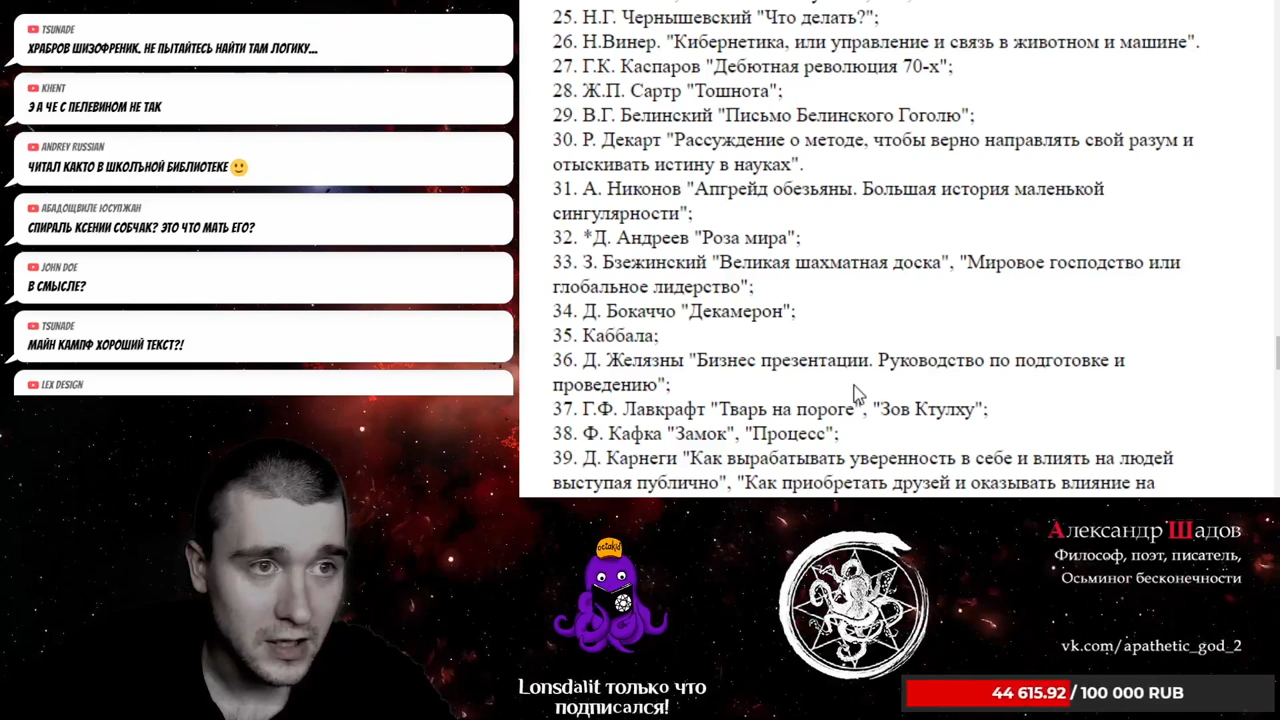 TSUNADE
ХРАБРОВ ШИЗОФРЕНИК. НЕ ПЫТАЙТЕСЬ НАЙТИ ТАМ ЛОГИКУ...
KHENT
Э А ЧЕ С ПЕЛЕВИНОМ НЕ ТАК
ANDREY RUSSIAN
ЧИТАЛ КАКТО В ШКОЛЪНОЙ БИБЛИОТЕКЕ
АБАДОЩВИЛЕ ЮСУПЖАН
СПИРАЛЬ КСЕНИИ СОБЧАК? ЭТО ЧТО МАТЬ ЕГО?
JOHN DOE
В СМЫСЛЕ?
TSUNADE
МАЙН КАМПФ ХОРОШИЙ ТЕКСТ?!
LEX DESIGN
25. Н.Г. Чернышевский "Что делать?";
26. Н.Винер. "Кибернетика, или управление и связь в животном и машине".
27. Г.К. Каспаров "Дебютная революция 70-х";
28. Ж.П. Сартр "Тошнота";
29. В.Г. Белинский "Письмо Белинского Гоголю";
30. Р. Декарт "Рассуждение о методе, чтобы верно направлять свой разум и
отыскивать истину в науках".
31. А. Никонов "Апгрейд обезьяны. Большая история маленькой
сингулярности";
32. *Д. Андреев "Роза мира";
33. З. Бзежинский "Великая шахматная доска", "Мировое господство или
глобальное лидерство";
34. Д. Бокаччо "Декамерон";
35. Каббала;
36. Д. Желязны "Бизнес презентации. Руководство по подготовке и
проведению";
37. Г.Ф. Лавкрафт "Тварь на пороге", "Зов Ктулху";
38. Ф. Кафка "Замок", "Процесс";
39. Д. Карнеги "Как вырабатывать уверенность в себе и влиять на людей
выступая публично", "Как приобретать друзей и оказывать влияние на
octakid
Lonsdalit только что
подписался!
Александр Шадов
Философ, поэт, писатель,
Осьминог бесконечности
vk.com/apathetic_god_2
44 615.92 / 100 000 RUB